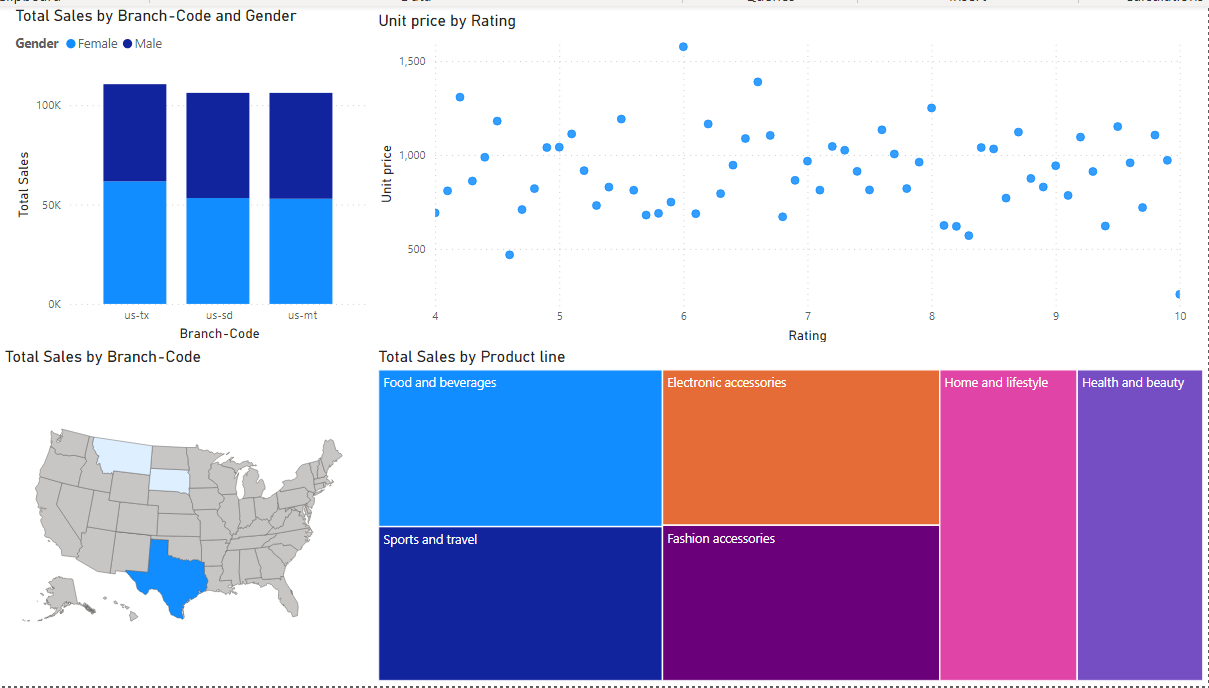 Total Sales by Branch-Code and Gender
Gender Female Male
100K
50K
0K
Total Sales
us-tx us-sd us-mt
Branch-Code
Unit price by Rating
1,500
1,000
500
Unit price
4 5 6 7 8 9 10
Rating
Total Sales by Branch-Code
Total Sales by Product line
Food and beverages
Electronic accessories
Home and lifestyle
Health and beauty
Sports and travel
Fashion accessories